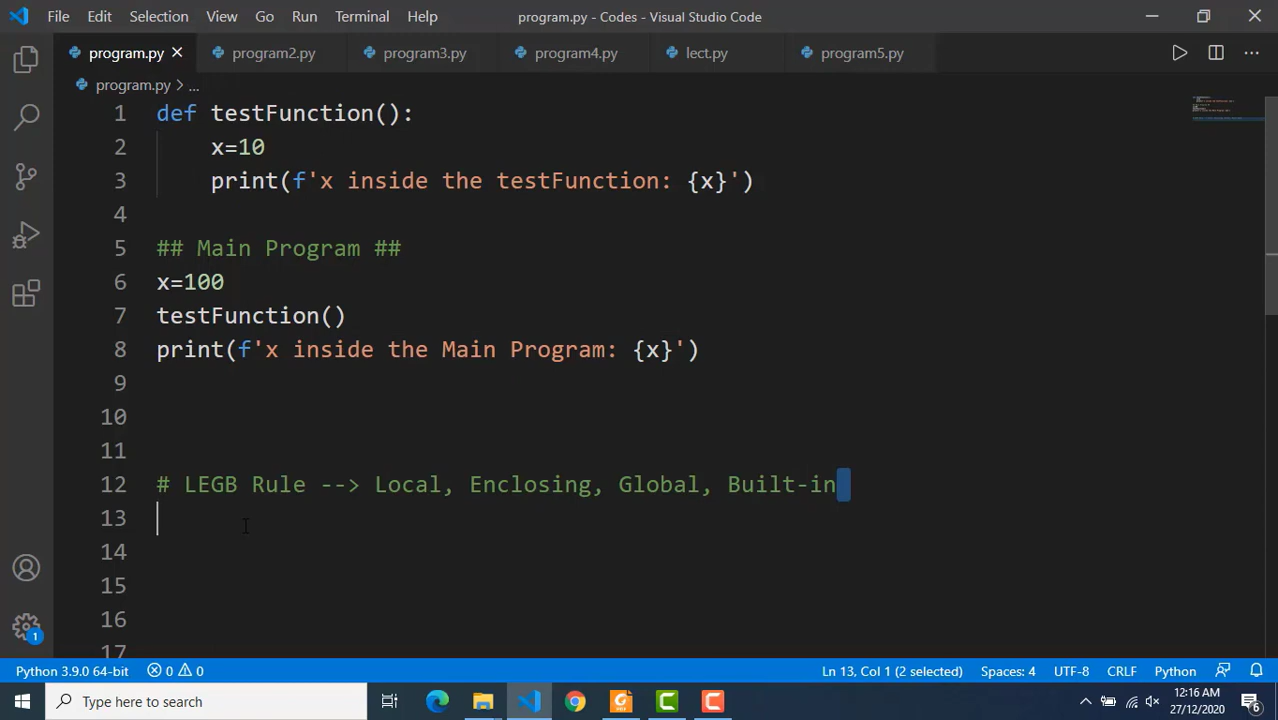 File Edit Selection View Go Run Terminal Help program.py - Codes - Visual Studio Code
program.py program2.py program3.py program4.py lect.py program5.py
program.py > ...
1 def testFunction():
2 x=10
3 print(f'x inside the testFunction: {x}')
4
5 ## Main Program ##
6 x=100
7 testFunction()
8 print(f'x inside the Main Program: {x}')
9
10
11
12 # LEGB Rule --> Local, Enclosing, Global, Built-in
13
14
15
16
17
1
Python 3.9.0 64-bit 0 0 Ln 13, Col 1 (2 selected) Spaces: 4 UTF-8 CRLF Python
Type here to search
12:16 AM
27/12/2020
6